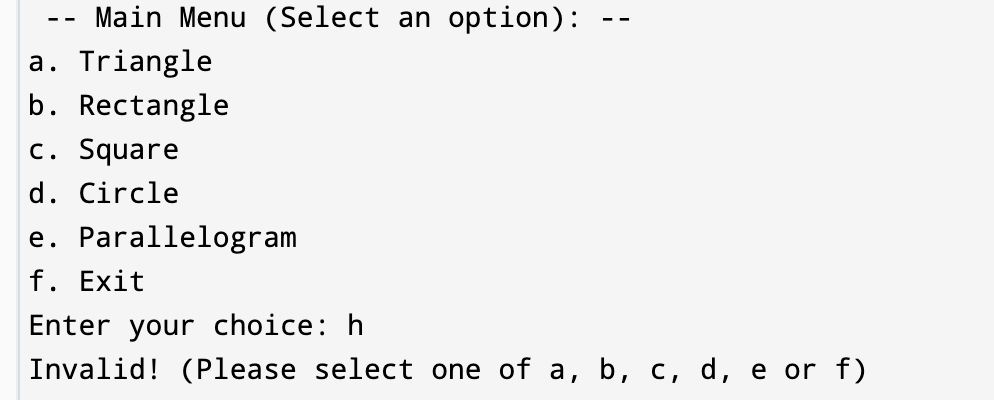 -- Main Menu (Select an option): --
a. Triangle
b. Rectangle
c. Square
d. Circle
e. Parallelogram
f. Exit
Enter your choice: h
Invalid! (Please select one of a, b, c, d, e or f)